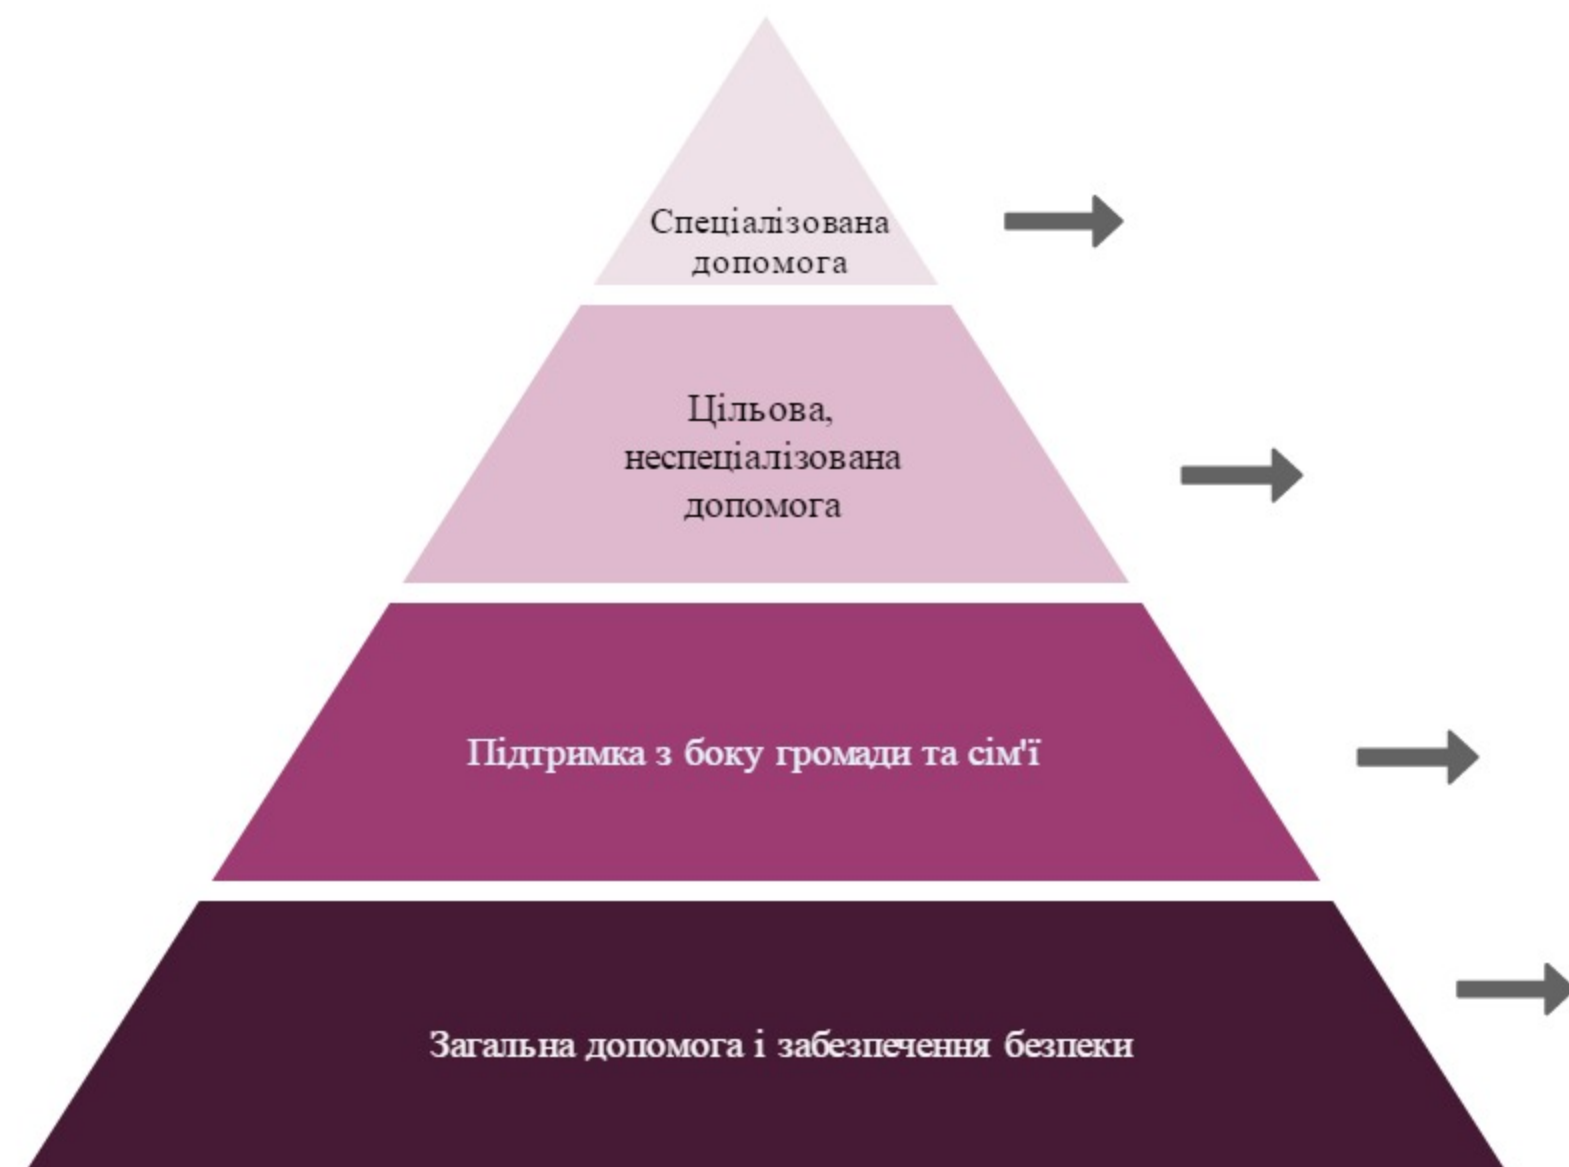 Спеціалізована
допомога
Цільова,
неспеціалізована
допомога
Підтримка з боку громади та сім'ї
Загальна допомога і забезпечення безпеки